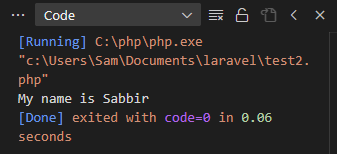 Code
[Running] C:\php\php.exe
"c:\Users\Sam\Documents\laravel\test2.
php"
My name is Sabbir
[Done] exited with code=0 in 0.06
seconds